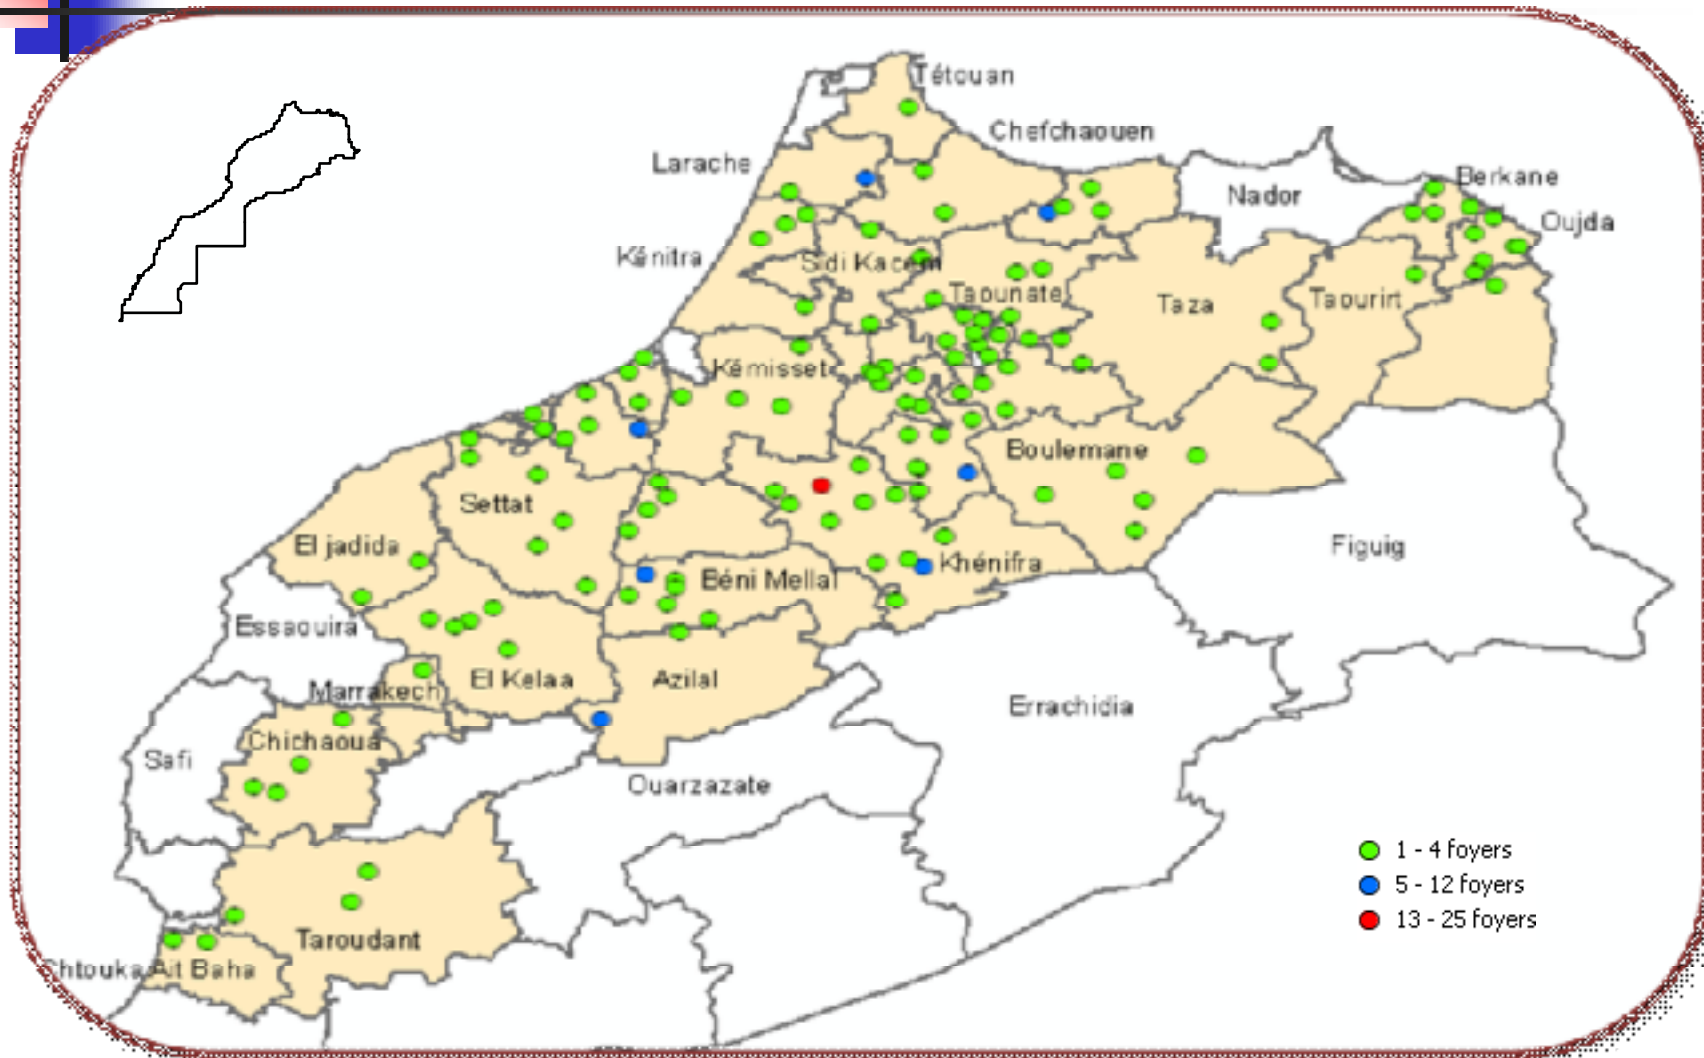 Tétouan
Chefchaouen
Larache
Berkane
Nador
Oujda
Kénitra
Sidi Kacem
Taounate
Taza
Taourirt
Kémisset
Boulemane
Settat
El jadida
Figuig
Khénifra
Béni Mellal
Essaouira
El Kelaa
Azilal
Marrakech
Errachidia
Chichaoua
Safi
Ouarzazate
1 - 4 foyers
5 - 12 foyers
13 - 25 foyers
Taroudant
Chtouka Ait Baha